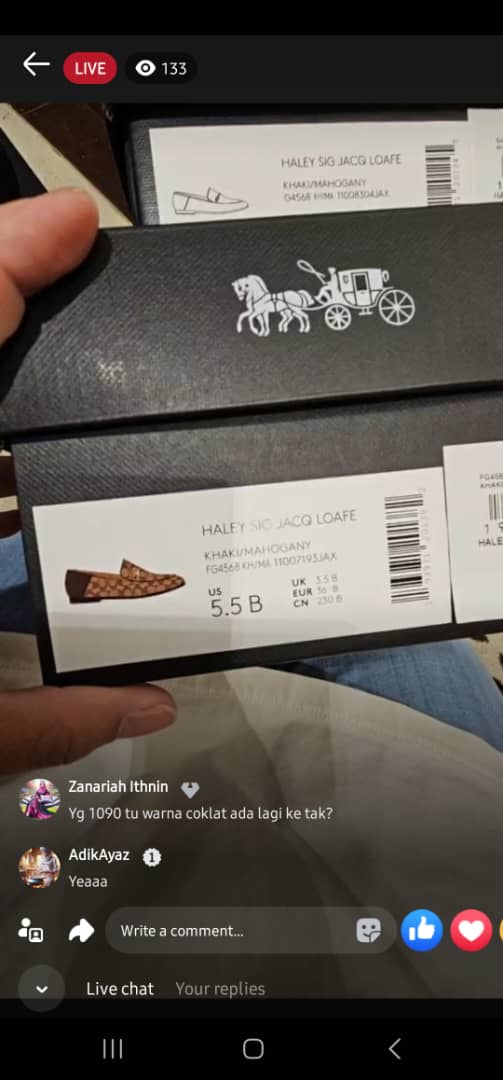 LIVE
133
HALEY SIG JACQ LOAFE
KHAKI/MAHOGANY
HALEY SIG JACQ LOAFE
KHAKI/MAHOGANY
FG4568 KH/MA 11007193JAX
US
5.5 B
UK 3.5 B
EUR 36 B
CN 230 B
HALE
Zanariah Ithnin
Yg 1090 tu warna coklat ada lagi ke tak?
AdikAyaz
1
Yeaaa
Write a comment...
Live chat
Your replies